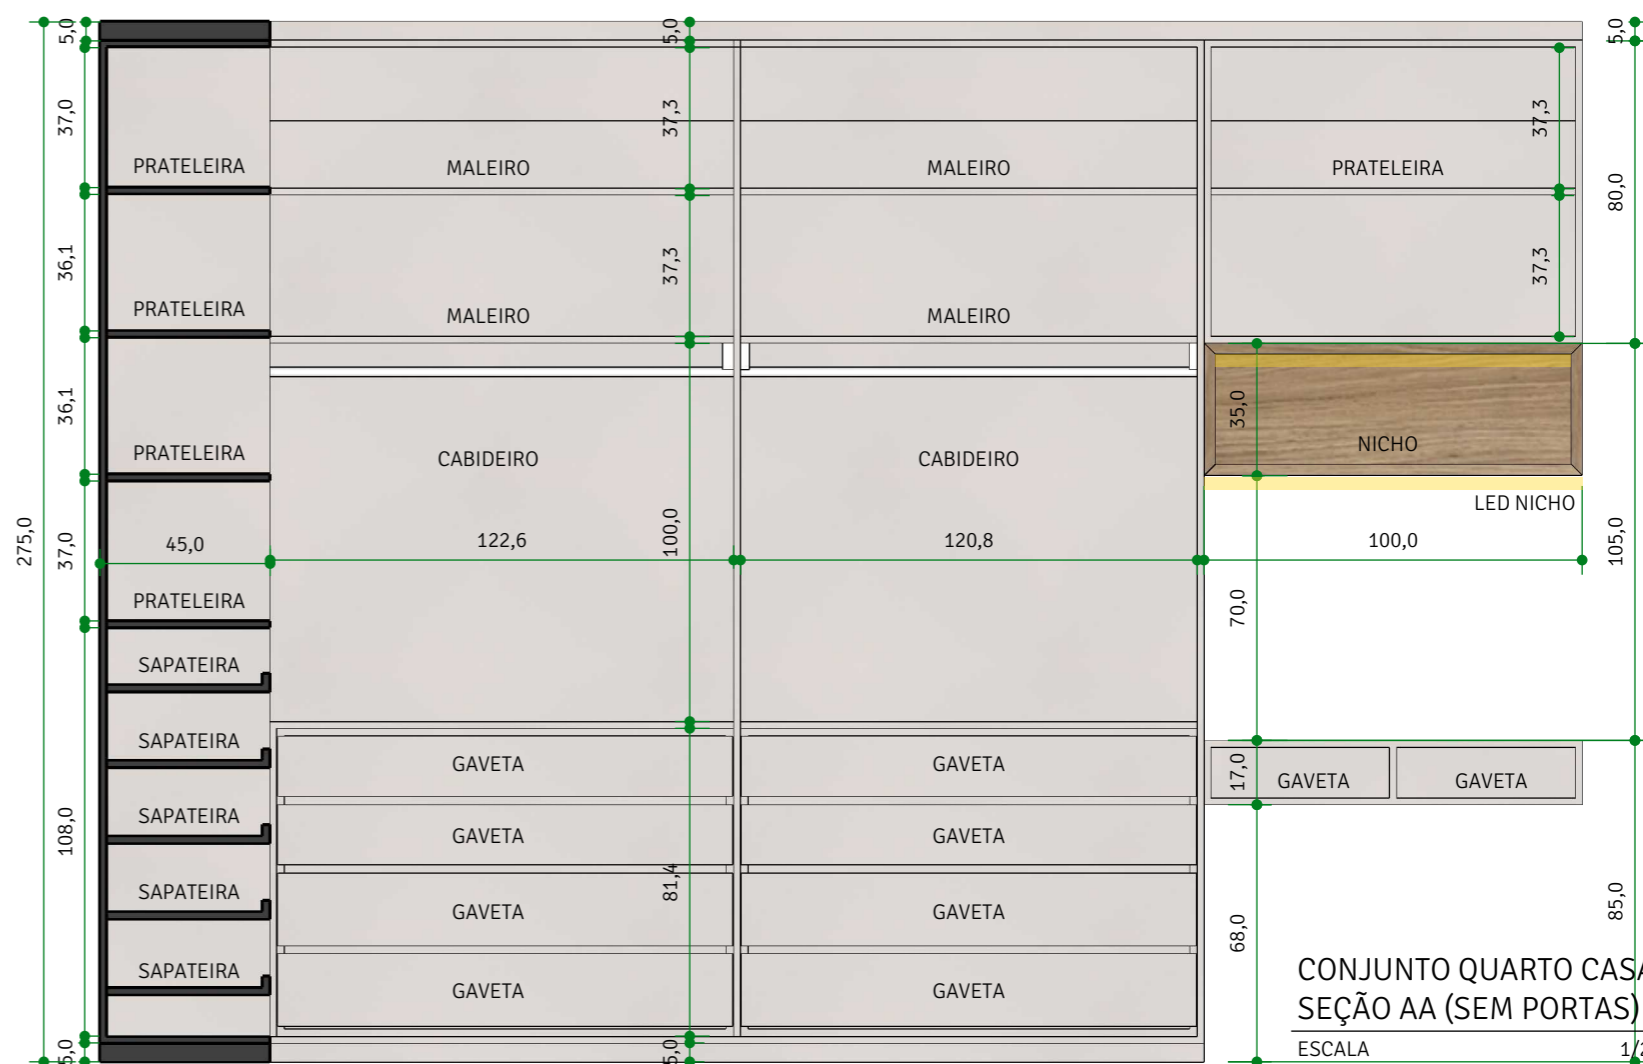 5,0
5,0
5,0
37,0
37,3
37,3
PRATELEIRA
MALEIRO
MALEIRO
PRATELEIRA
80,0
36,1
37,3
37,3
PRATELEIRA
MALEIRO
MALEIRO
36,1
35,0
PRATELEIRA
CABIDEIRO
CABIDEIRO
NICHO
LED NICHO
275,0
37,0
45,0
122,6
100,0
120,8
100,0
105,0
PRATELEIRA
70,0
SAPATEIRA
SAPATEIRA
GAVETA
GAVETA
17,0
GAVETA
GAVETA
108,0
SAPATEIRA
GAVETA
GAVETA
SAPATEIRA
81,4
GAVETA
GAVETA
68,0
85,0
SAPATEIRA
GAVETA
GAVETA
CONJUNTO QUARTO
SEÇÃO AA (SEM PORTAS)
ESCALA
5,0
5,0